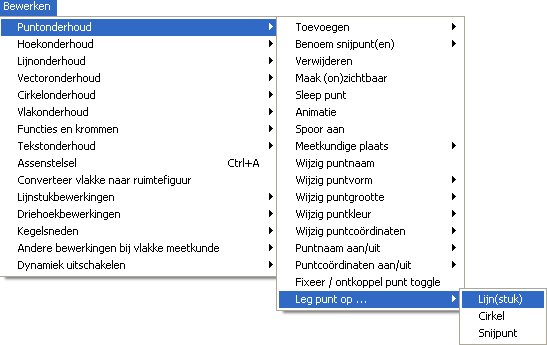 Bewerken
Puntonderhoud
Hoekonderhoud
Lijnonderhoud
Vectoronderhoud
Cirkelonderhoud
Vlakonderhoud
Functies en krommen
Tekstonderhoud
Assenstelsel Ctrl+A
Converteer vlakke naar ruimtefiguur
Lijnstukbewerkingen
Driehoekbewerkingen
Kegelsneden
Andere bewerkingen bij vlakke meetkunde
Dynamiek uitschakelen
Toevoegen
Benoem snijpunt(en)
Verwijderen
Maak (on)zichtbaar
Sleep punt
Animatie
Spoor aan
Meetkundige plaats
Wijzig puntnaam
Wijzig puntvorm
Wijzig puntgrootte
Wijzig puntkleur
Wijzig puntcoördinaten
Puntnaam aan/uit
Puntcoördinaten aan/uit
Fixeer / ontkoppel punt toggle
Leg punt op ...
Lijn(stuk)
Cirkel
Snijpunt